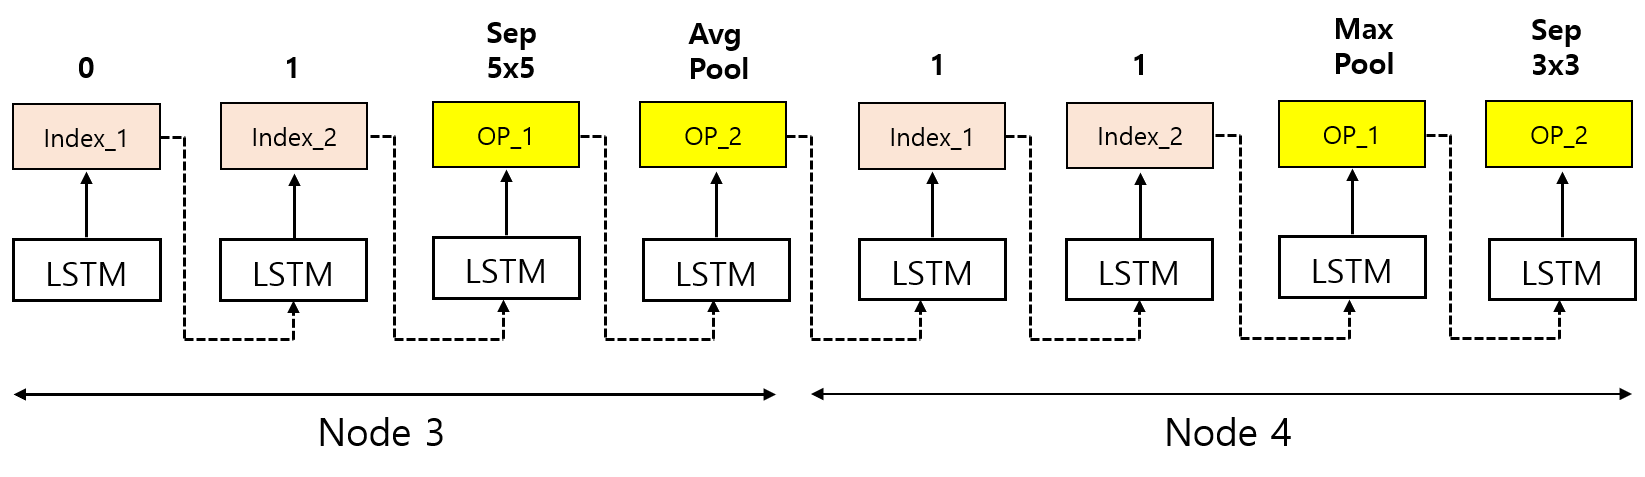 0
1
Sep
5x5
Avg
Pool
1
1
Max
Pool
Sep
3x3
Index_1
Index_2
OP_1
OP_2
Index_1
Index_2
OP_1
OP_2
LSTM
LSTM
LSTM
LSTM
LSTM
LSTM
LSTM
LSTM
Node 3
Node 4